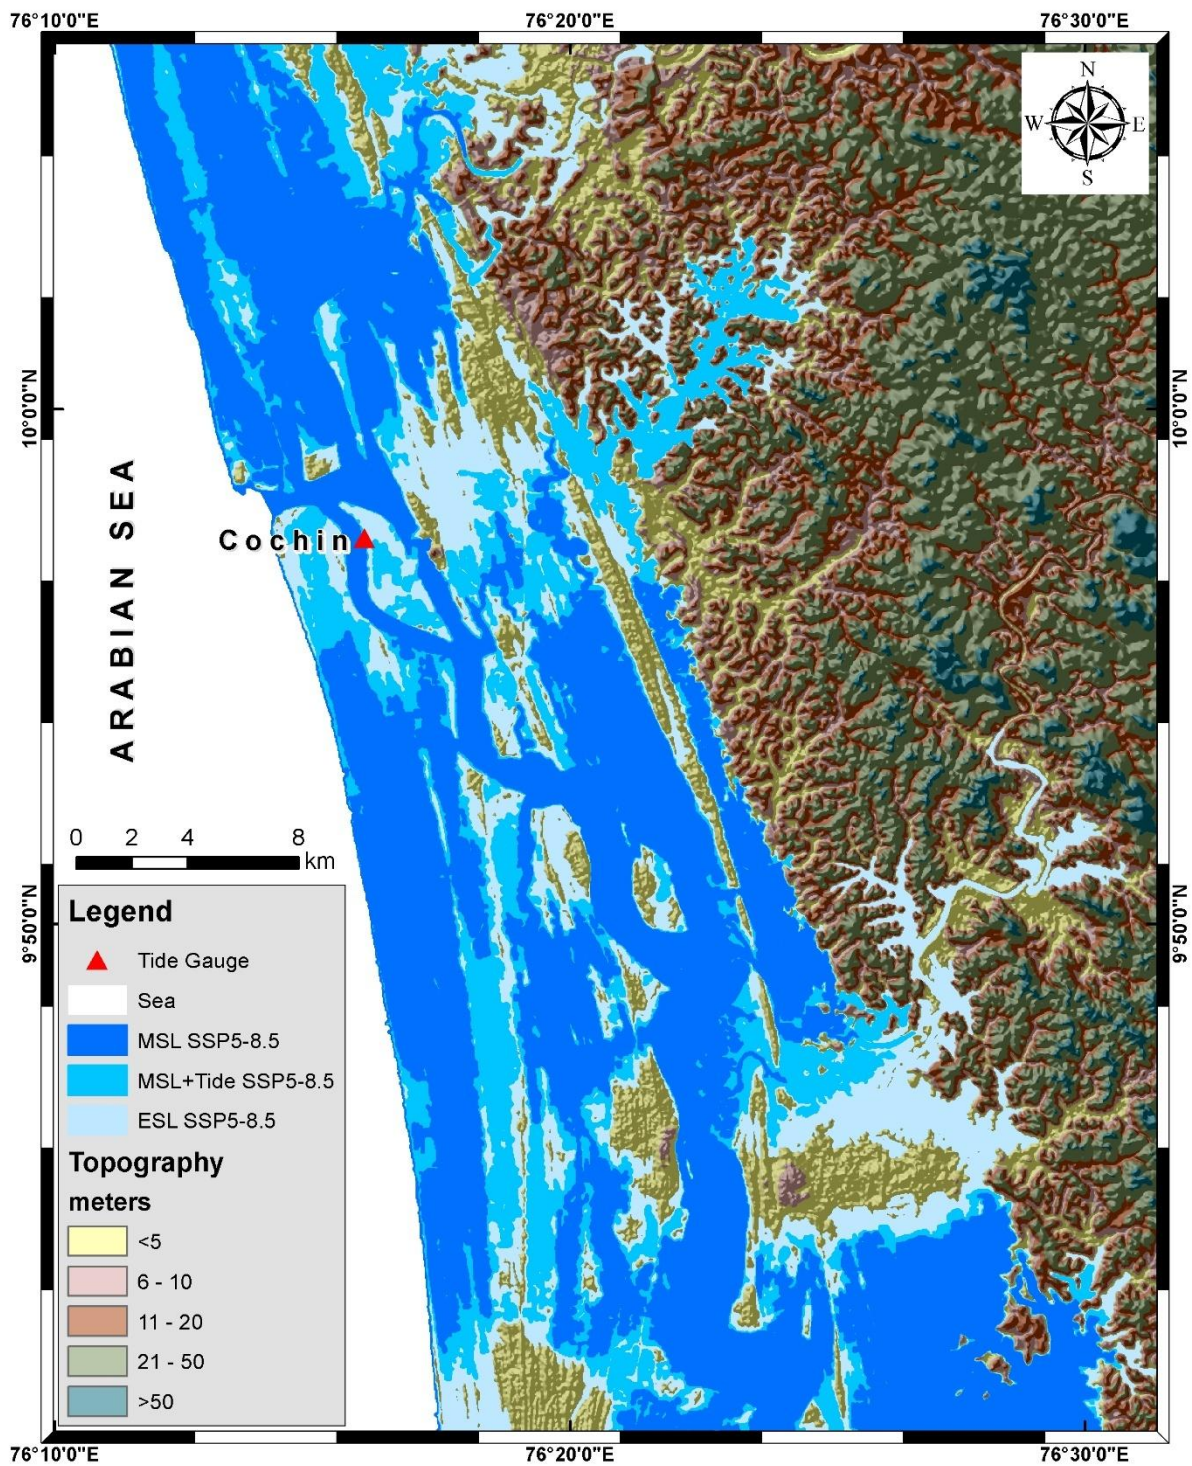 76°10'0"E
76°20'0"E
76°30'0"E
N
W
E
S
10°0'0"N
10°0'0"N
ARABIAN SEA
Cochin
0 2 4 8
km
9°50'0"N
9°50'0"N
Legend
Tide Gauge
Sea
MSL SSP5-8.5
MSL+Tide SSP5-8.5
ESL SSP5-8.5
Topography
meters
<5
6 - 10
11 - 20
21 - 50
>50
76°10'0"E
76°20'0"E
76°30'0"E